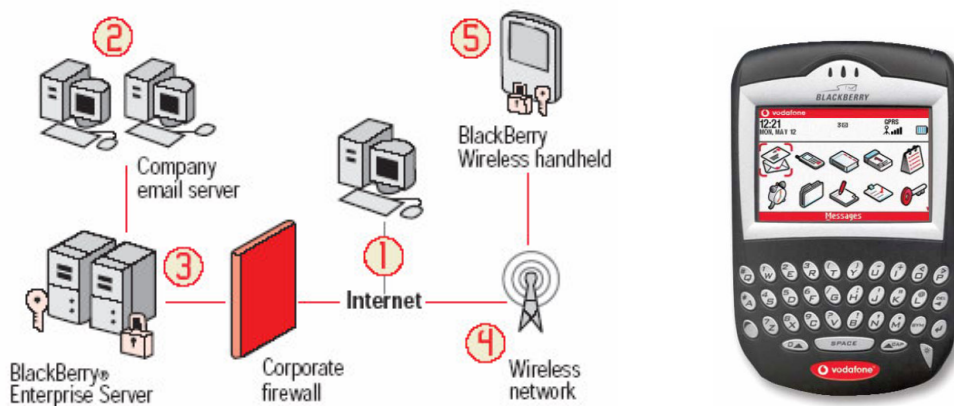 2
Company
email server
3
BlackBerry®
Enterprise Server
Corporate
firewall
1
Internet
4
Wireless
network
5
BlackBerry
Wireless handheld
BLACKBERRY
vodafone
12:21
MON, MAY 12
GPRS
Messages
Q W E R T Y U I O P
A S D F G H J K L
Z X C V B N M
SPACE
CAP
vodafone